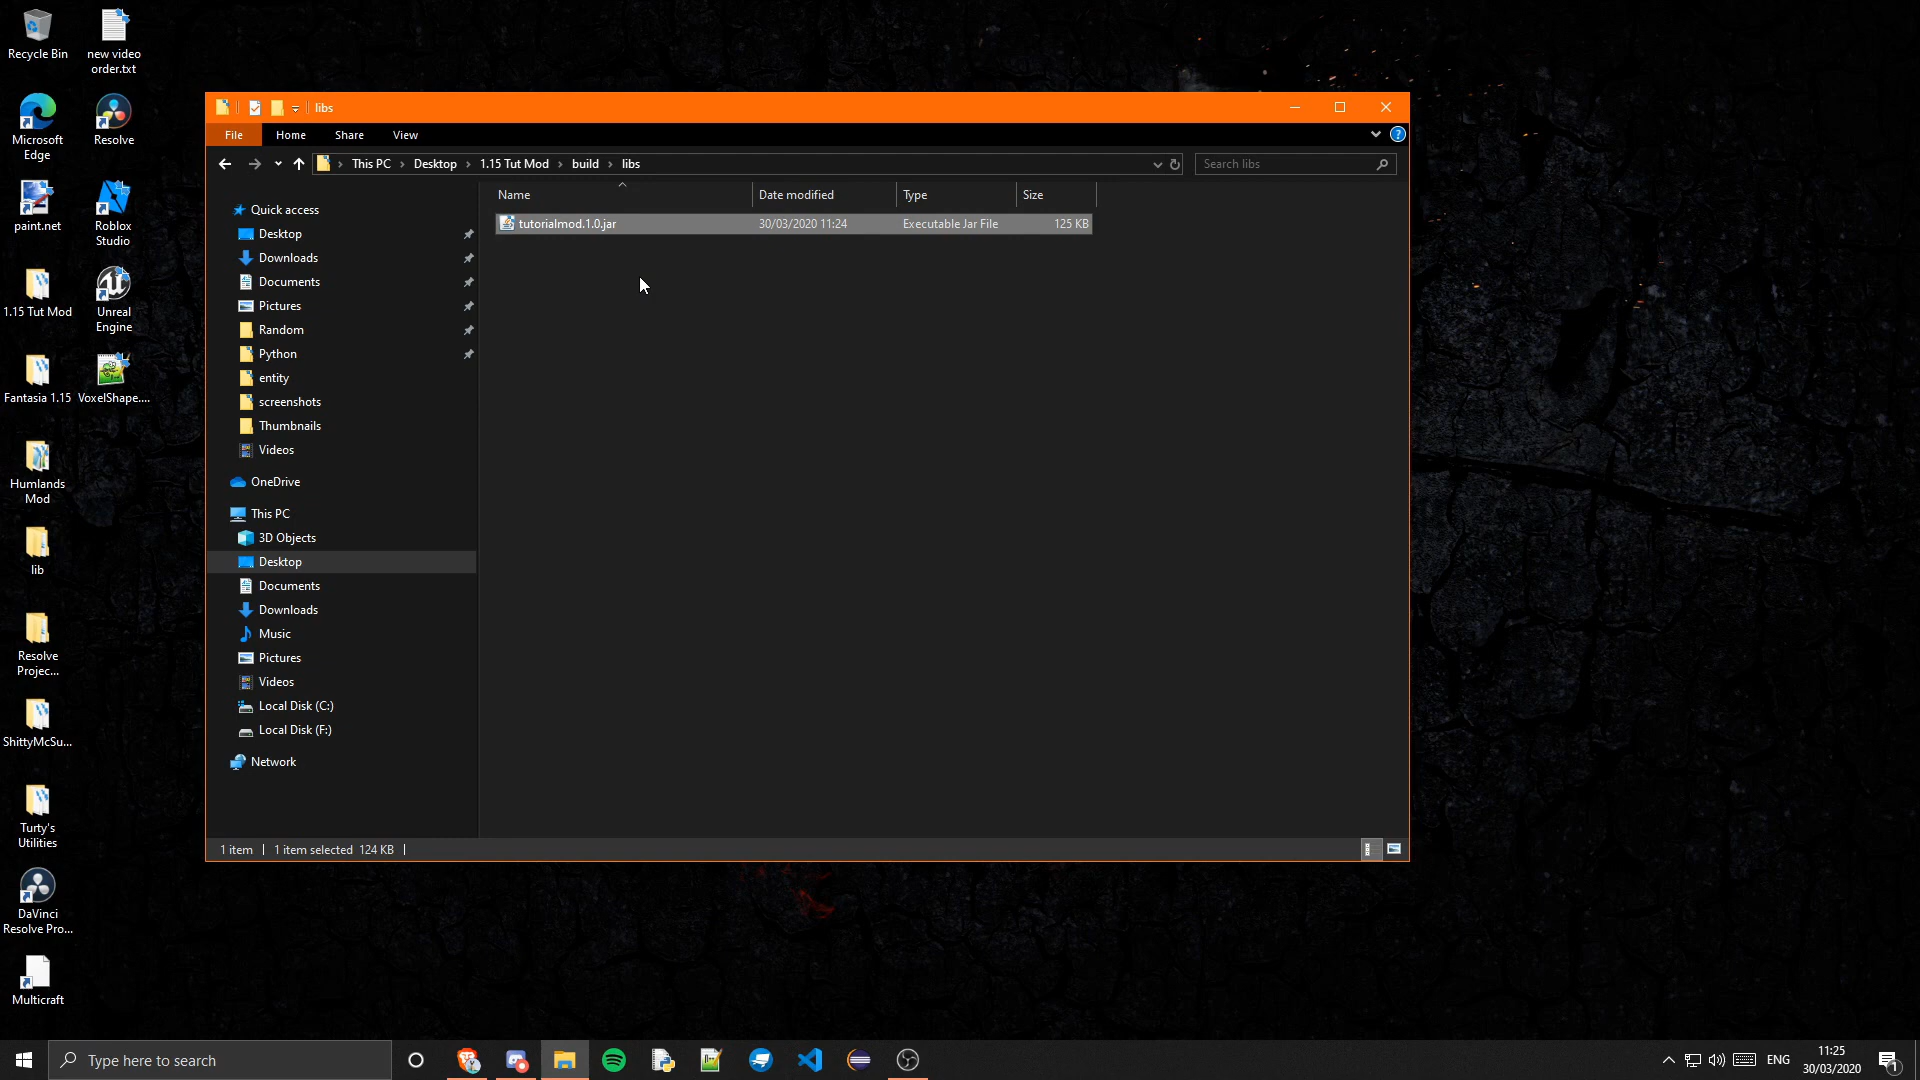 Recycle Bin
new video
order.txt
Microsoft
Edge
Resolve
paint.net
Roblox
Studio
1.15 Tut Mod
Unreal
Engine
Fantasia 1.15
VoxelShape....
Humlands
Mod
lib
Resolve
Projec...
ShittyMcSu...
Turty's
Utilities
DaVinci
Resolve Pro...
Multicraft
libs
File
Home
Share
View
This PC
Desktop
1.15 Tut Mod
build
libs
Search libs
Name
Date modified
Type
Size
tutorialmod.1.0.jar
30/03/2020 11:24
Executable Jar File
125 KB
Quick access
Desktop
Downloads
Documents
Pictures
Random
Python
entity
screenshots
Thumbnails
Videos
OneDrive
This PC
3D Objects
Desktop
Documents
Downloads
Music
Pictures
Videos
Local Disk (C:)
Local Disk (F:)
Network
1 item
1 item selected 124 KB
Type here to search
ENG
11:25
30/03/2020
1